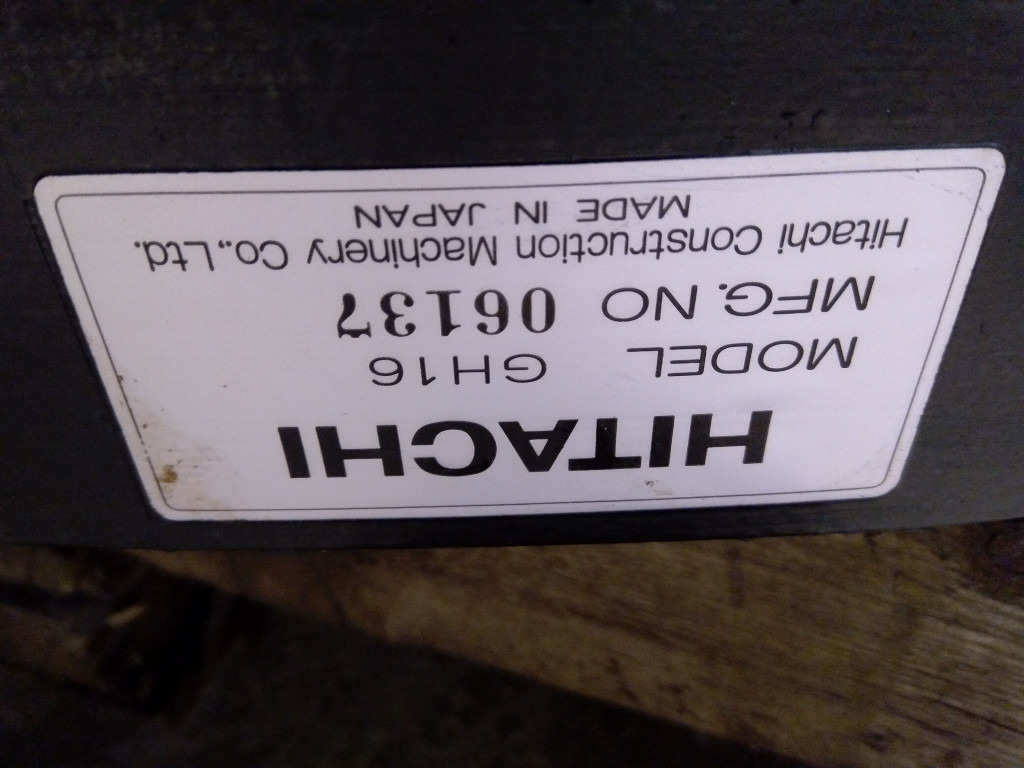 HITACHI
MODEL GH16
MFG. NO 06137
Hitachi Construction Machinery Co.,Ltd.
MADE IN JAPAN